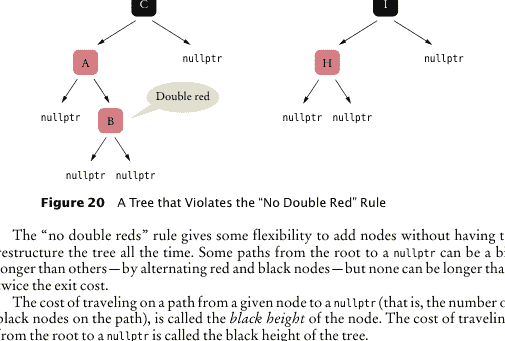 C
I
A
nullptr
H
nullptr
nullptr
B
Double red
nullptr
nullptr
nullptr
nullptr
Figure 20 A Tree that Violates the “No Double Red” Rule
The “no double reds” rule gives some flexibility to add nodes without having t
restructure the tree all the time. Some paths from the root to a nullptr can be a bi
longer than others—by alternating red and black nodes—but none can be longer tha
twice the exit cost.
The cost of traveling on a path from a given node to a nullptr (that is, the number o
black nodes on the path), is called the black height of the node. The cost of travelin
from the root to a nullptr is called the black height of the tree.